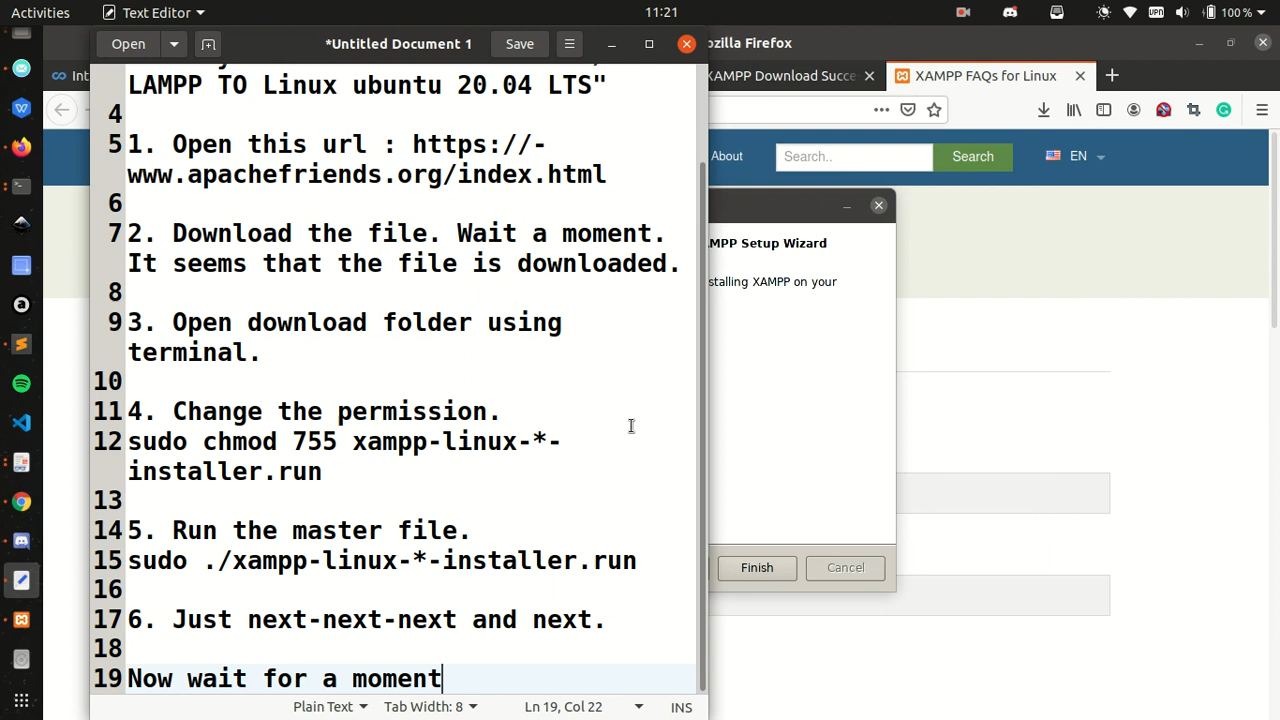 Activities
Text Editor
11:21
100 %
Open
*Untitled Document 1
Save
LAMPP TO Linux ubuntu 20.04 LTS"
4
5 1. Open this url : https://-
www.apachefriends.org/index.html
6
7 2. Download the file. Wait a moment.
It seems that the file is downloaded.
8
9 3. Open download folder using
terminal.
10
11 4. Change the permission.
12 sudo chmod 755 xampp-linux-*-
installer.run
13
14 5. Run the master file.
15 sudo ./xampp-linux-*-installer.run
16
17 6. Just next-next-next and next.
18
19 Now wait for a moment
Plain Text
Tab Width: 8
Ln 19, Col 22
INS
ozilla Firefox
Int
XAMPP Download Succe
XAMPP FAQs for Linux
About
Search..
Search
EN
AMPP Setup Wizard
stalling XAMPP on your
Finish
Cancel